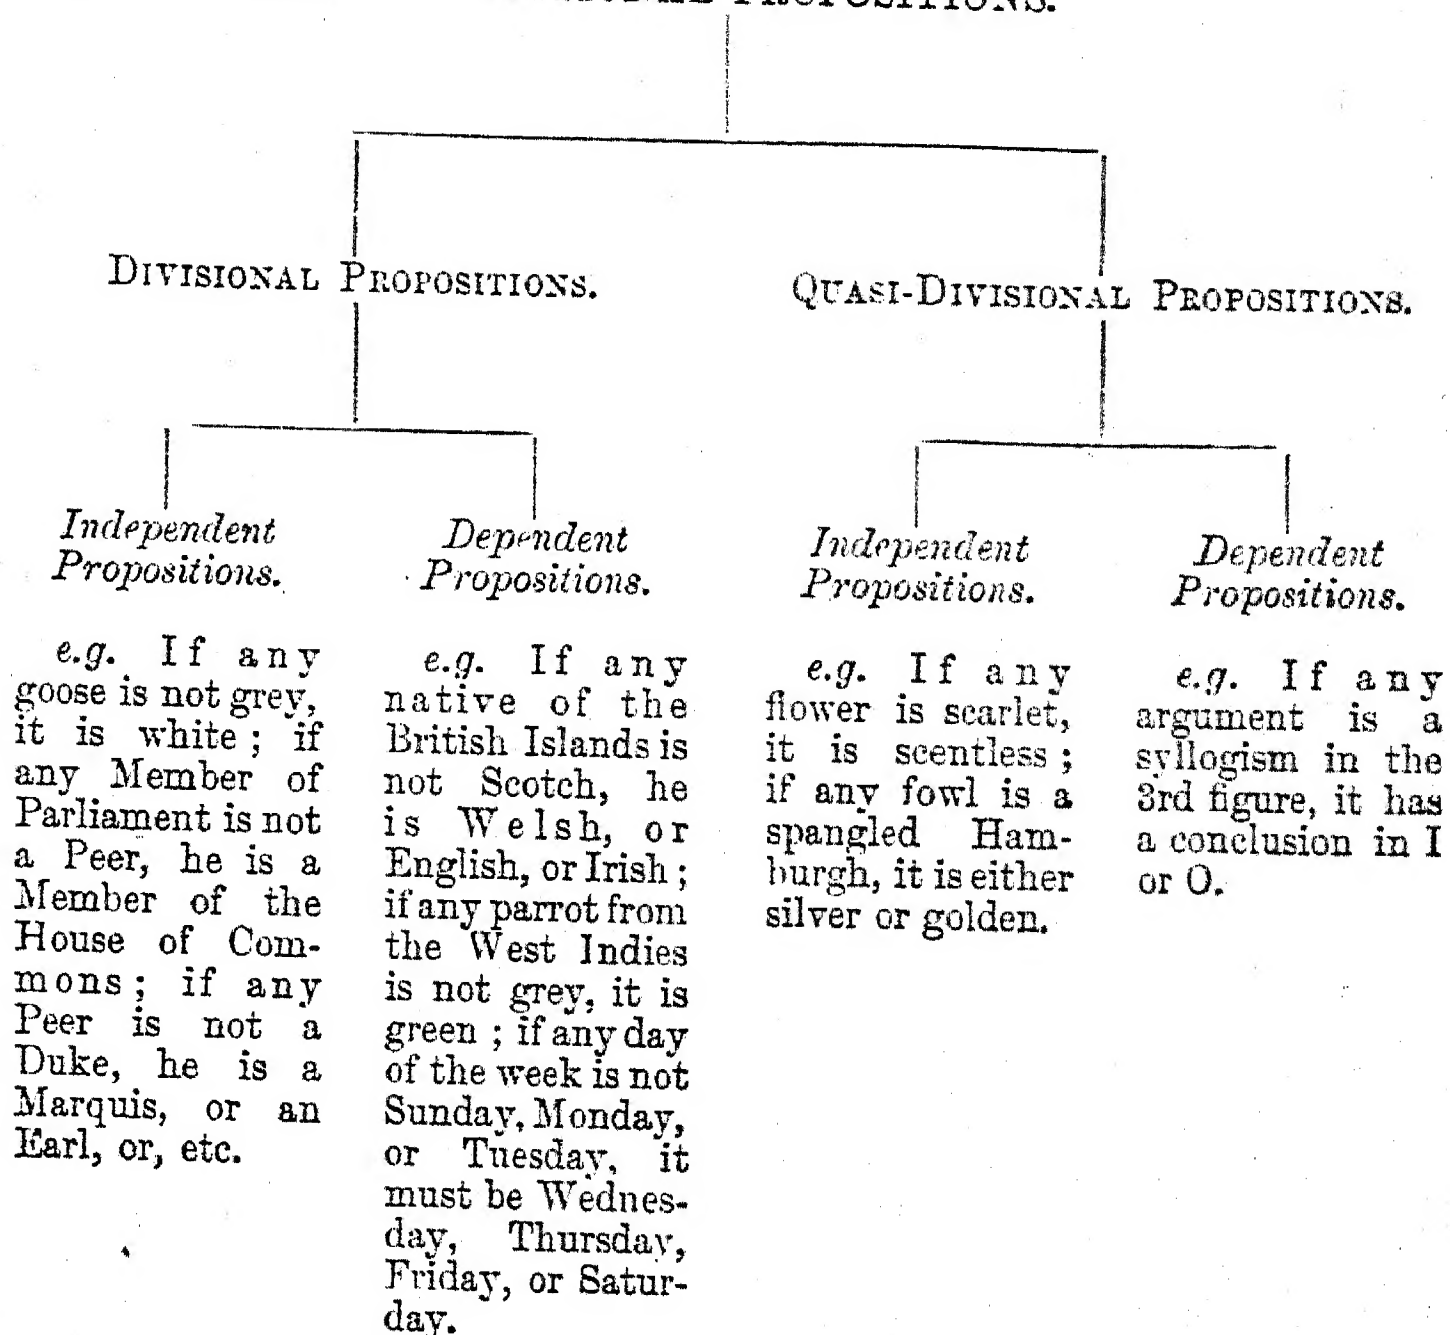 PROPOSITIONS.
DIVISIONAL PROPOSITIONS.
QUASI-DIVISIONAL PROPOSITIONS.
Independent
Propositions.
e.g. If any
goose is not grey,
it is white; if
any Member of
Parliament is not
a Peer, he is a
Member of the
House of Com-
mons; if any
Peer is not a
Duke, he is a
Marquis, or an
Earl, or, etc.
Dependent
Propositions.
e.g. If any
native of the
British Islands is
not Scotch, he
is Welsh, or
English, or Irish;
if any parrot from
the West Indies
is not grey, it is
green; if any day
of the week is not
Sunday, Monday,
or Tuesday, it
must be Wednes-
day, Thursday,
Friday, or Satur-
day.
Independent
Propositions.
e.g. If any
flower is scarlet,
it is scentless;
if any fowl is a
spangled Ham-
burgh, it is either
silver or golden.
Dependent
Propositions.
e.g. If any
argument is a
syllogism in the
3rd figure, it has
a conclusion in I
or O.